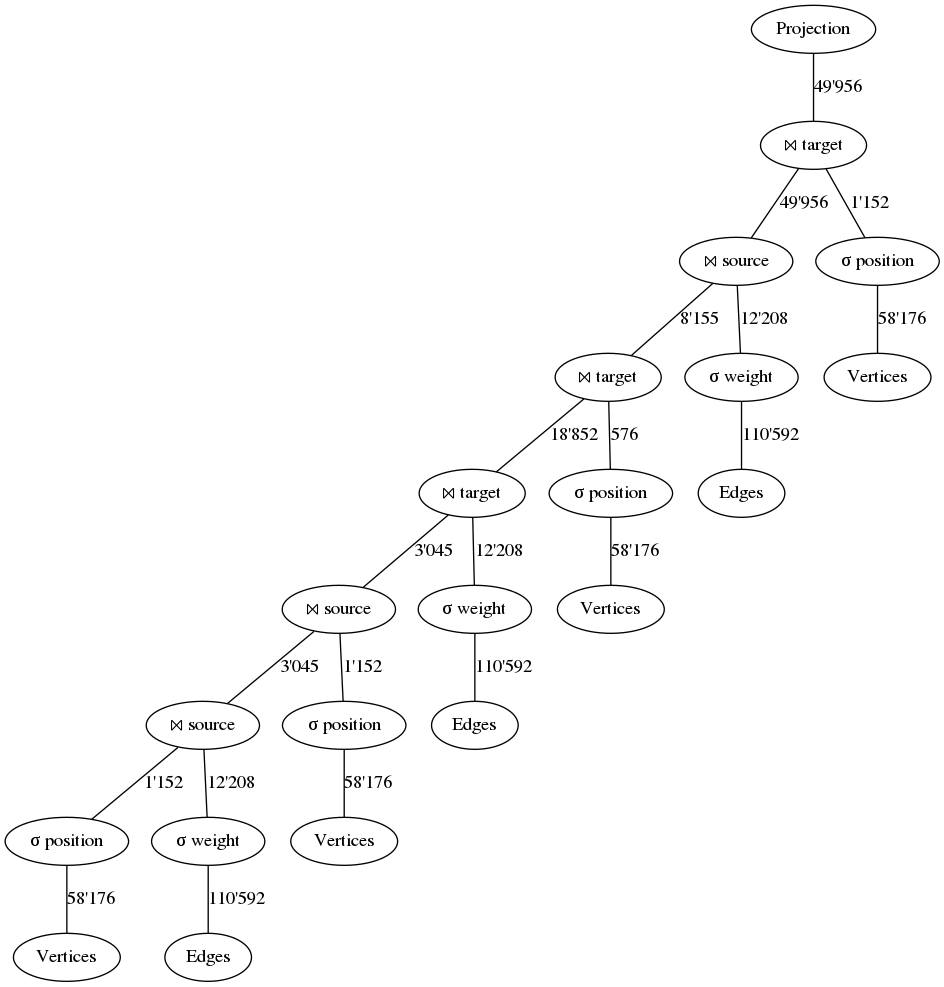 Projection
49'956
⋈ target
49'956 1'152
⋈ source σ position
8'155 12'208 58'176
⋈ target σ weight Vertices
18'852 576 110'592
⋈ target σ position Edges
3'045 12'208 58'176
⋈ source σ weight Vertices
3'045 1'152 110'592
⋈ source σ position Edges
1'152 12'208 58'176
σ position σ weight Vertices
58'176 110'592
Vertices Edges